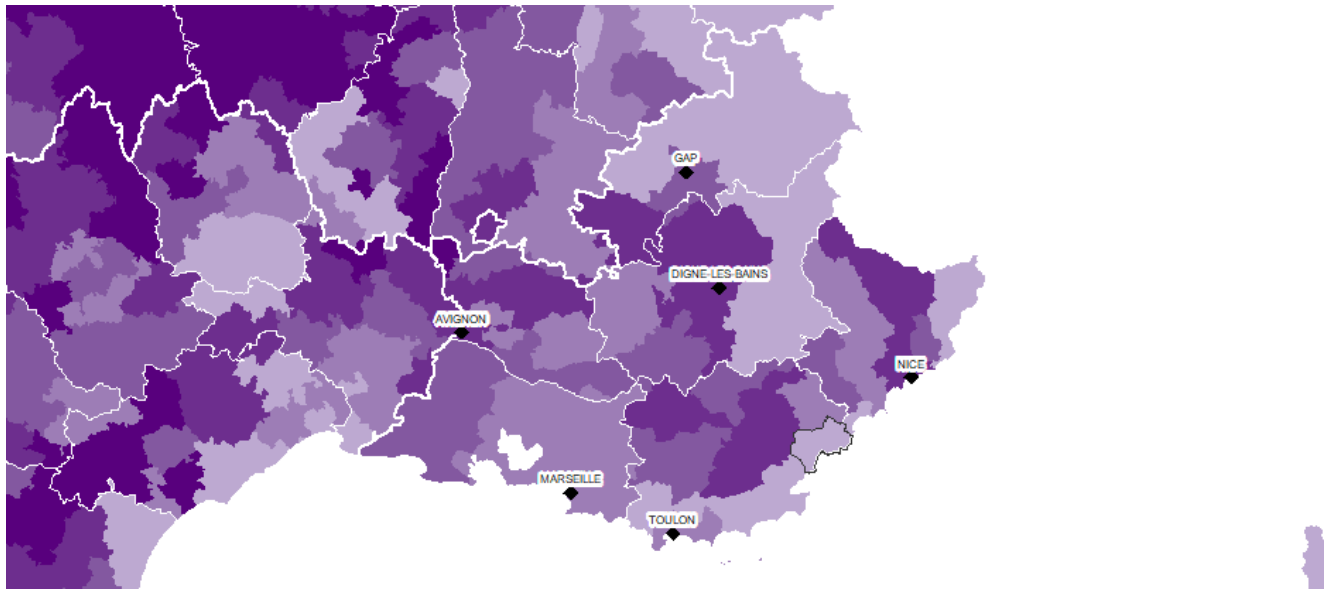 GAP
DIGNE-LES-BAINS
AVIGNON
NICE
MARSEILLE
TOULON